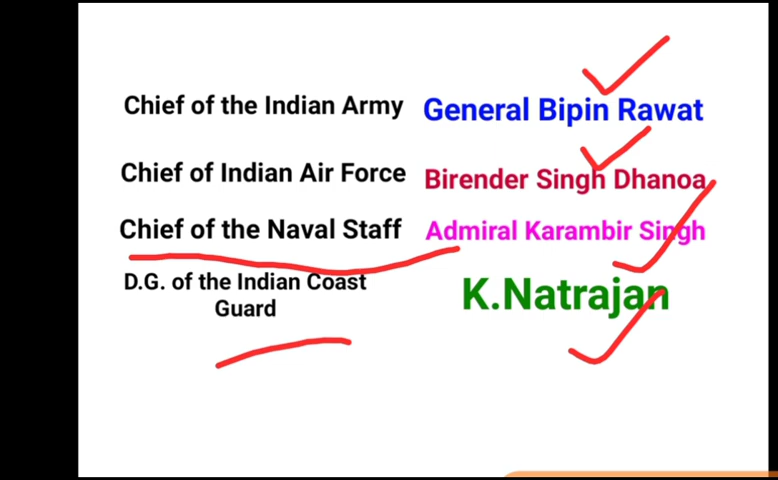 Chief of the Indian Army General Bipin Rawat
Chief of Indian Air Force Birender Singh Dhanoa
Chief of the Naval Staff Admiral Karambir Singh
D.G. of the Indian Coast Guard K.Natrajan